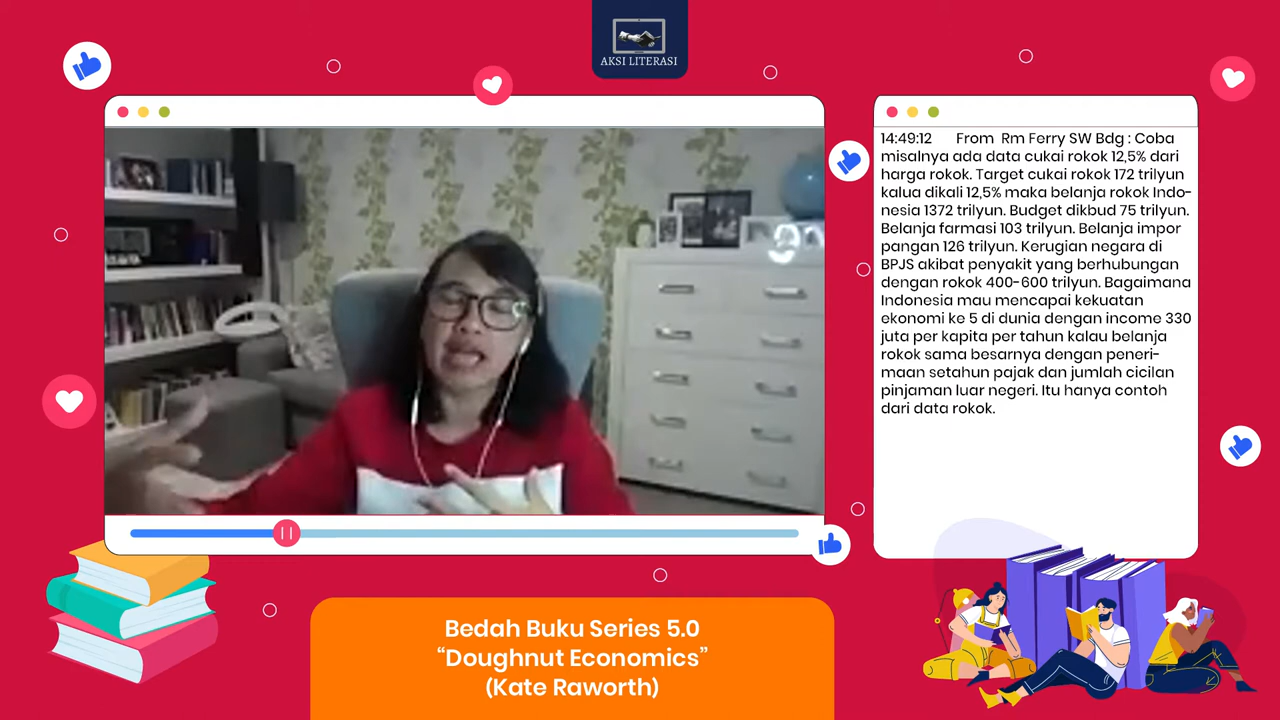 AKSI LITERASI
14:49:12 From Rm Ferry SW Bdg : Coba
misalnya ada data cukai rokok 12,5% dari
harga rokok. Target cukai rokok 172 trilyun
kalua dikali 12,5% maka belanja rokok Indo-
nesia 1372 trilyun. Budget dikbud 75 trilyun.
Belanja farmasi 103 trilyun. Belanja impor
pangan 126 trilyun. Kerugian negara di
BPJS akibat penyakit yang berhubungan
dengan rokok 400-600 trilyun. Bagaimana
Indonesia mau mencapai kekuatan
ekonomi ke 5 di dunia dengan income 330
juta per kapita per tahun kalau belanja
rokok sama besarnya dengan peneri-
maan setahun pajak dan jumlah cicilan
pinjaman luar negeri. Itu hanya contoh
dari data rokok.
Bedah Buku Series 5.0
“Doughnut Economics”
(Kate Raworth)